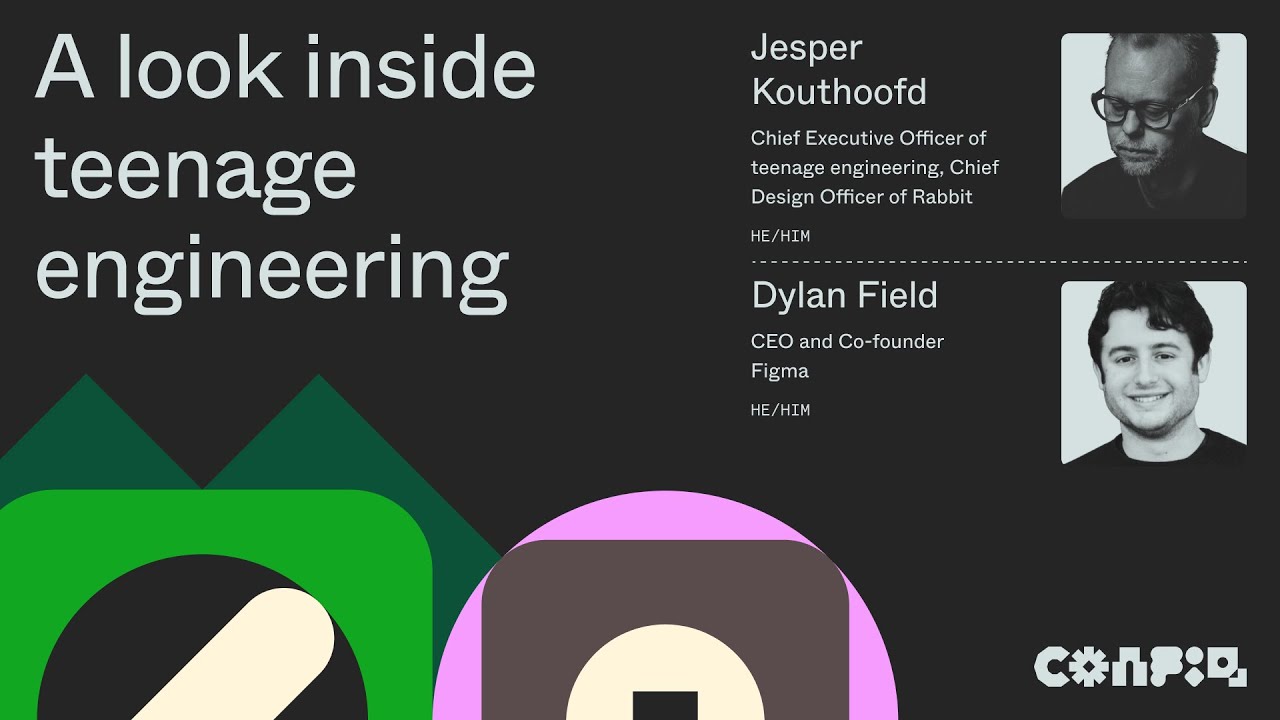 A look inside
teenage
engineering
Jesper
Kouthoofd
Chief Executive Officer of
teenage engineering, Chief
Design Officer of Rabbit
HE/HIM
Dylan Field
CEO and Co-founder
Figma
HE/HIM
CONFIG